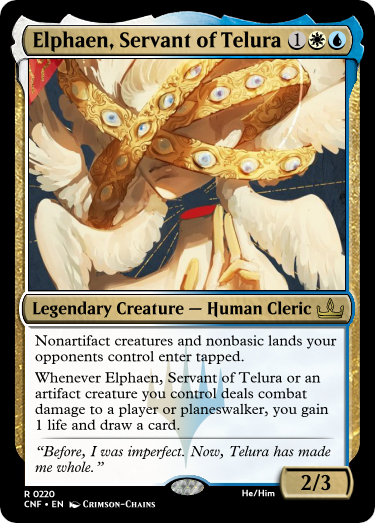 Elphaen, Servant of Telura 1
Legendary Creature — Human Cleric
Nonartifact creatures and nonbasic lands your
opponents control enter tapped.
Whenever Elphaen, Servant of Telura or an
artifact creature you control deals combat
damage to a player or planeswalker, you gain
1 life and draw a card.
“Before, I was imperfect. Now, Telura has made
me whole.”
2/3
R 0220
He/Him
CNF • EN Crimson-Chains